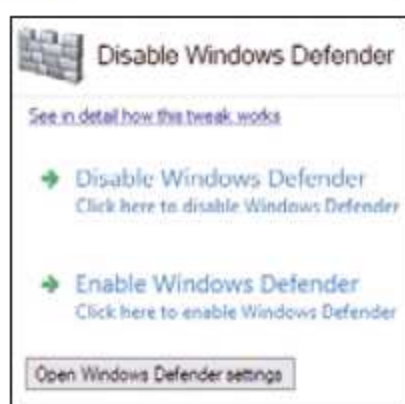 Disable Windows Defender
See in detail how this tweak works
Disable Windows Defender
Click here to disable Windows Defender
Enable Windows Defender
Click here to enable Windows Defender
Open Windows Defender settings